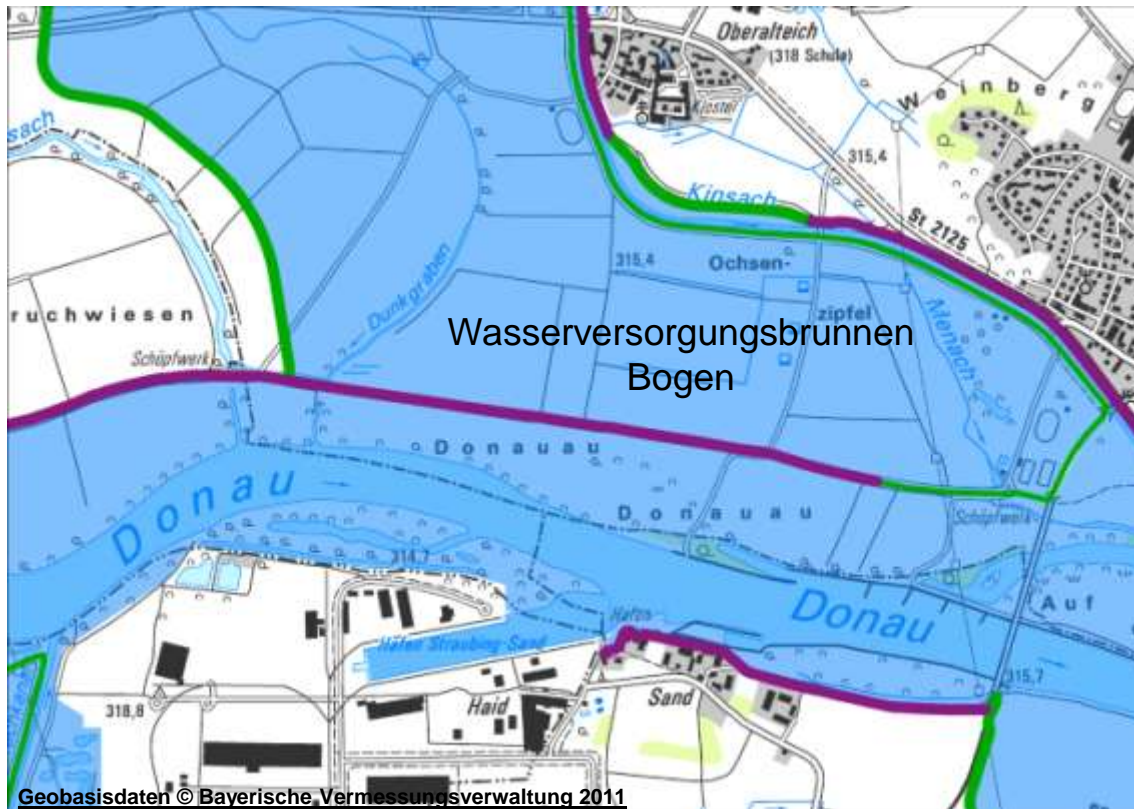 Oberalteich
(318 Schule)
Kloster
Weinberg
315,4
Kinsach
St 2125
315,4
Ochsen-
zipfel
Menach
Dunkgraben
Schöpfwerk
Wasserversorgungsbrunnen
Bogen
Donauau
Donau
Donauau
Schöpfwerk
314,7
Donau
Auf
Hafen
Hafen Straubing-Sand
315,7
318,8
Haid
Sand
Geobasisdaten © Bayerische Vermessungsverwaltung 2011